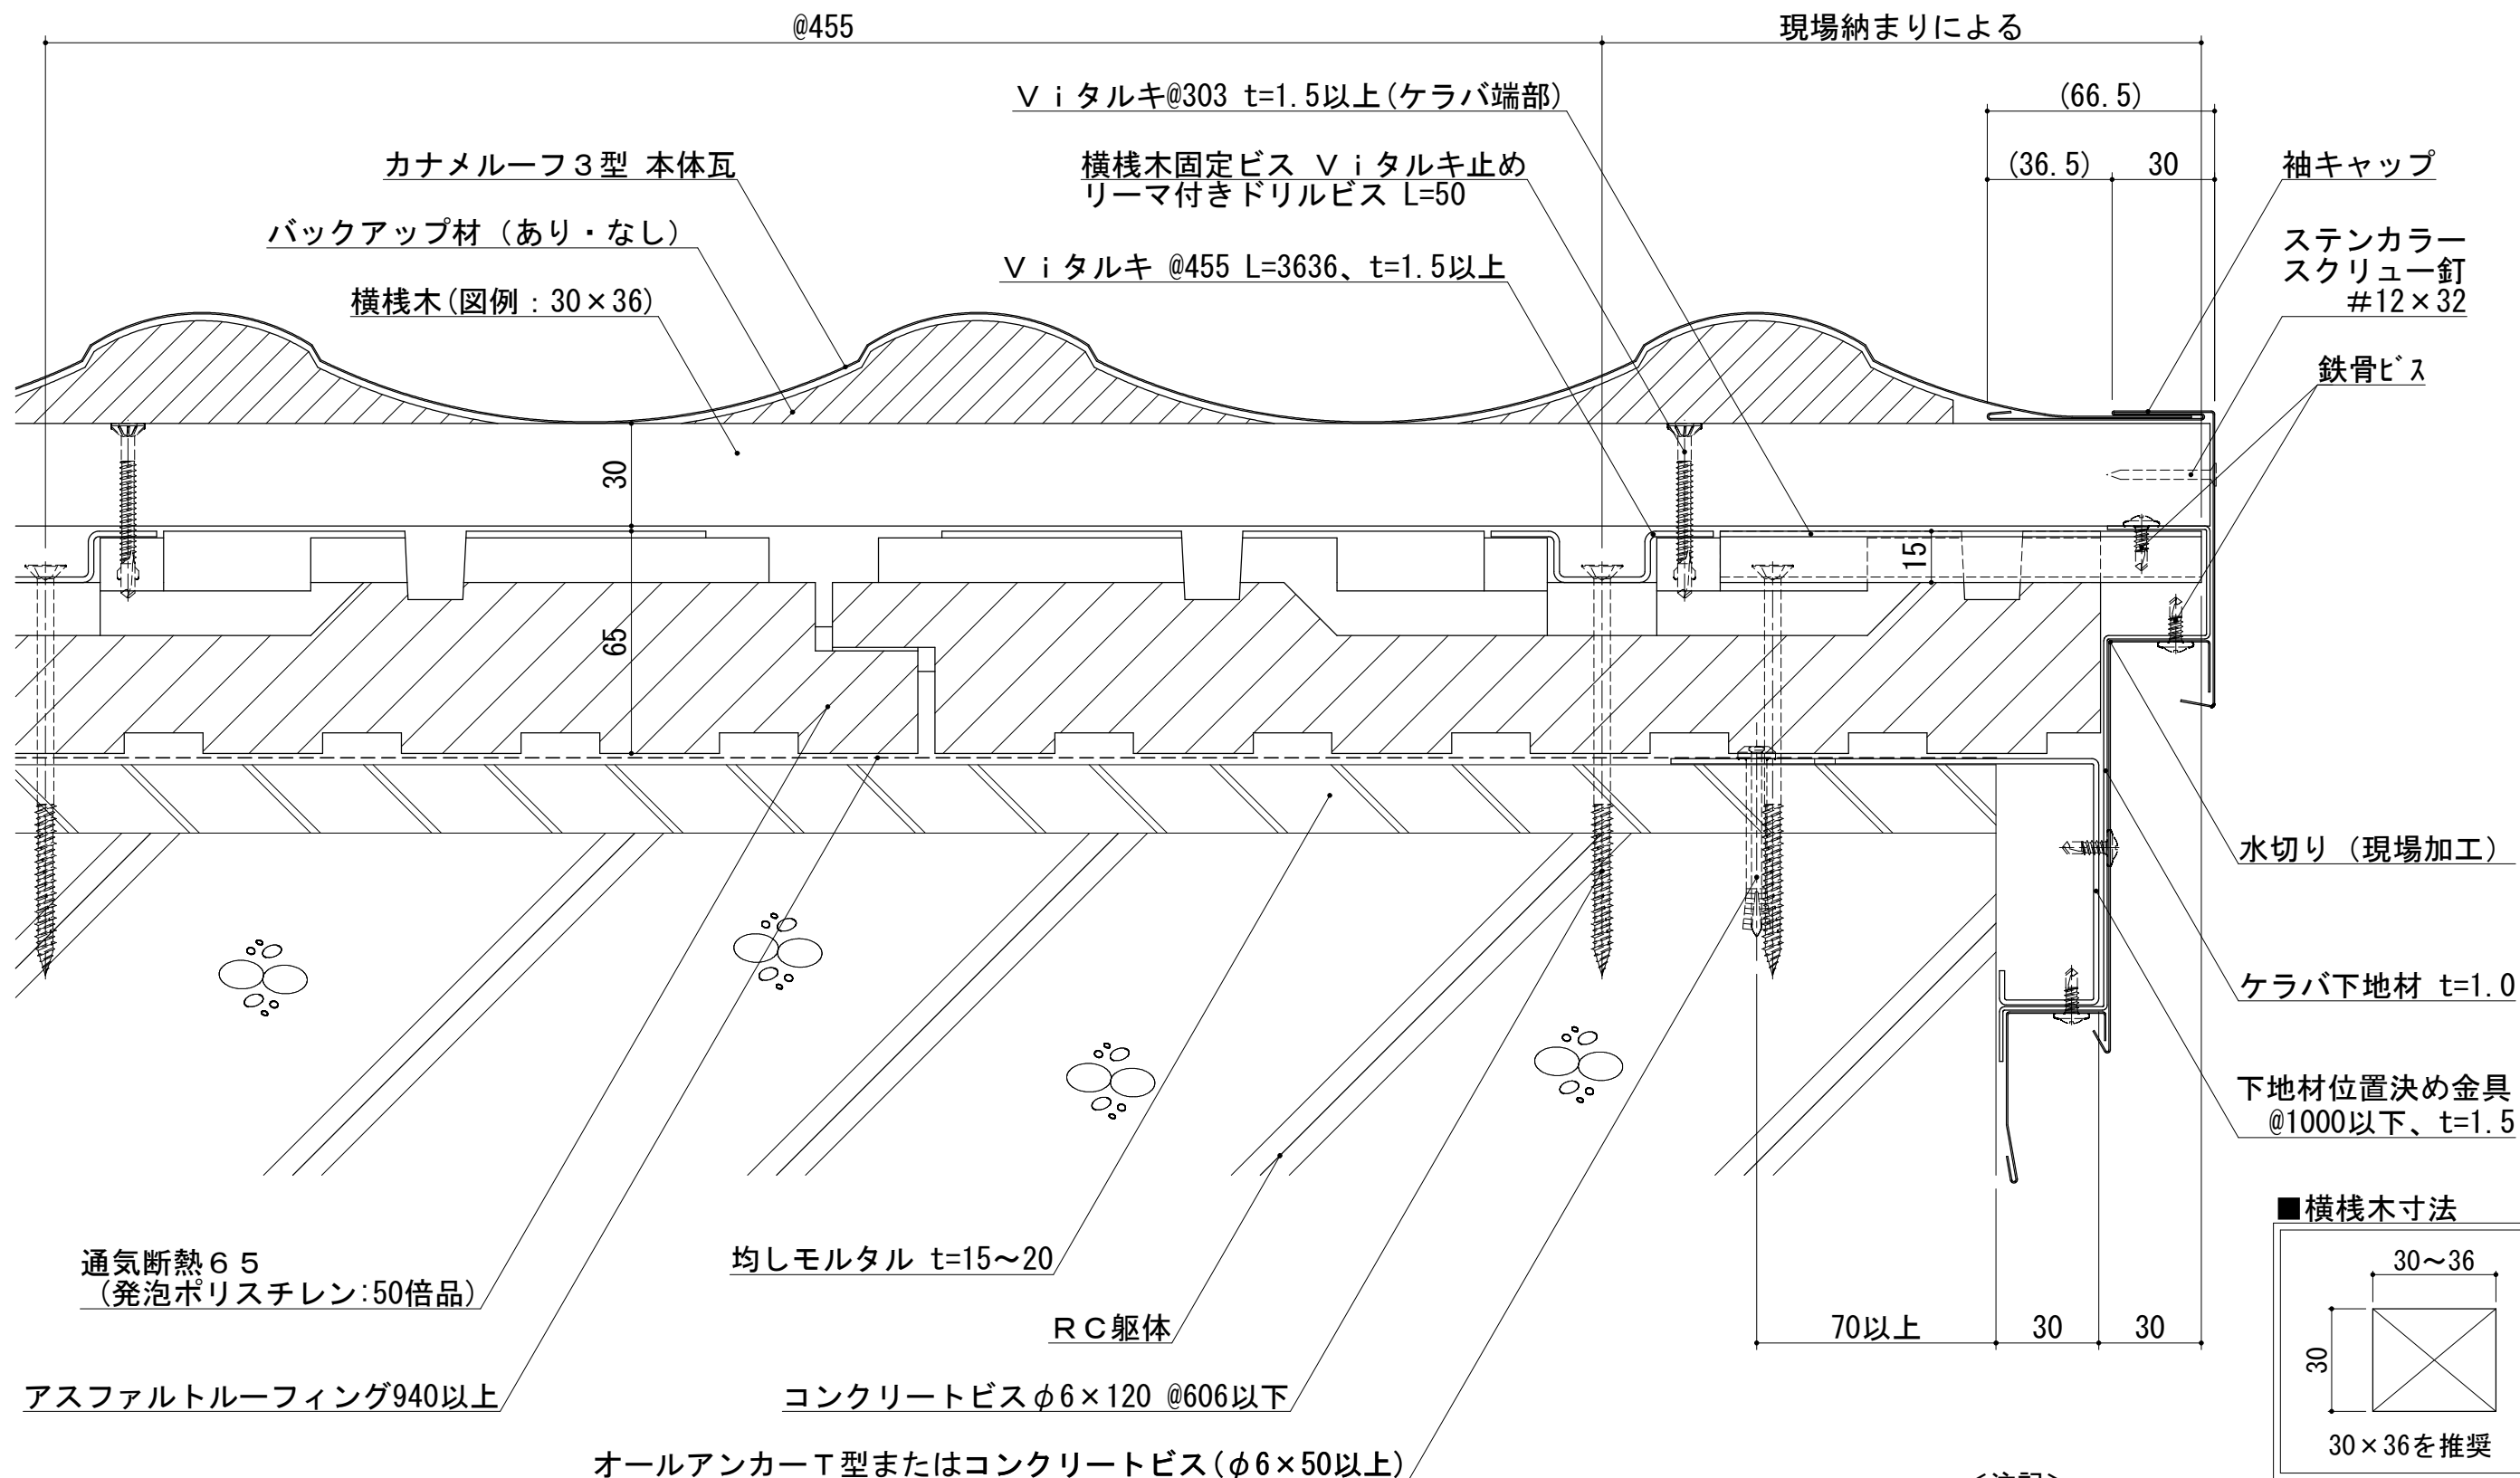 @455
現場納まりによる
Ｖｉタルキ@303 t=1.5以上(ケラバ端部)
(66.5)
カナメルーフ３型 本体瓦
横桟木固定ビス Ｖｉタルキ止め
リーマ付きドリルビス L=50
(36.5)
30
袖キャップ
バックアップ材（あり・なし）
Ｖｉタルキ @455 L=3636、t=1.5以上
ステンカラー
スクリュー釘
＃12×32
横桟木(図例：30×36)
鉄骨ビス
30
15
65
水切り（現場加工）
ケラバ下地材 t=1.0
下地材位置決め金具
@1000以下、t=1.5
■横桟木寸法
30～36
30
30×36を推奨
通気断熱６５
（発泡ポリスチレン:50倍品）
均しモルタル t=15～20
ＲＣ躯体
70以上
30
30
アスファルトルーフィング940以上
コンクリートビスφ6×120 @606以下
オールアンカーＴ型またはコンクリートビス(φ6×50以上)
<注記>